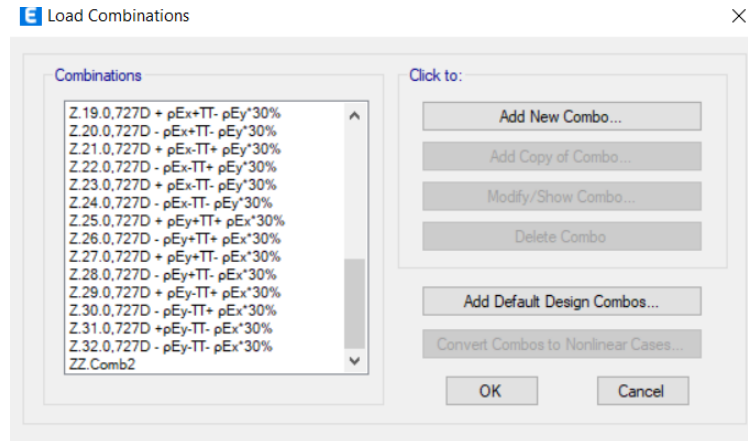 E Load Combinations
Combinations
Z.19.0,727D + ρEx+TT- ρEy*30%
Z.20.0,727D - ρEx+TT- ρEy*30%
Z.21.0,727D + ρEx-TT+ ρEy*30%
Z.22.0,727D - ρEx-TT+ ρEy*30%
Z.23.0,727D + ρEx-TT- ρEy*30%
Z.24.0,727D - ρEx-TT- ρEy*30%
Z.25.0,727D + ρEy+TT+ ρEx*30%
Z.26.0,727D - ρEy+TT+ ρEx*30%
Z.27.0,727D + ρEy+TT- ρEx*30%
Z.28.0,727D - ρEy+TT- ρEx*30%
Z.29.0,727D + ρEy-TT+ ρEx*30%
Z.30.0,727D - ρEy-TT+ ρEx*30%
Z.31.0,727D +ρEy-TT- ρEx*30%
Z.32.0,727D - ρEy-TT- ρEx*30%
ZZ.Comb2
Click to:
Add New Combo...
Add Copy of Combo...
Modify/Show Combo...
Delete Combo
Add Default Design Combos...
Convert Combos to Nonlinear Cases...
OK
Cancel